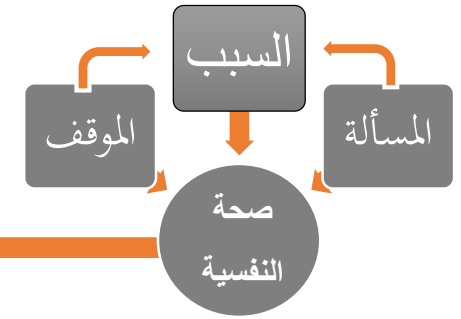 السبب
المسألة
الموقف
صحة
النفسية